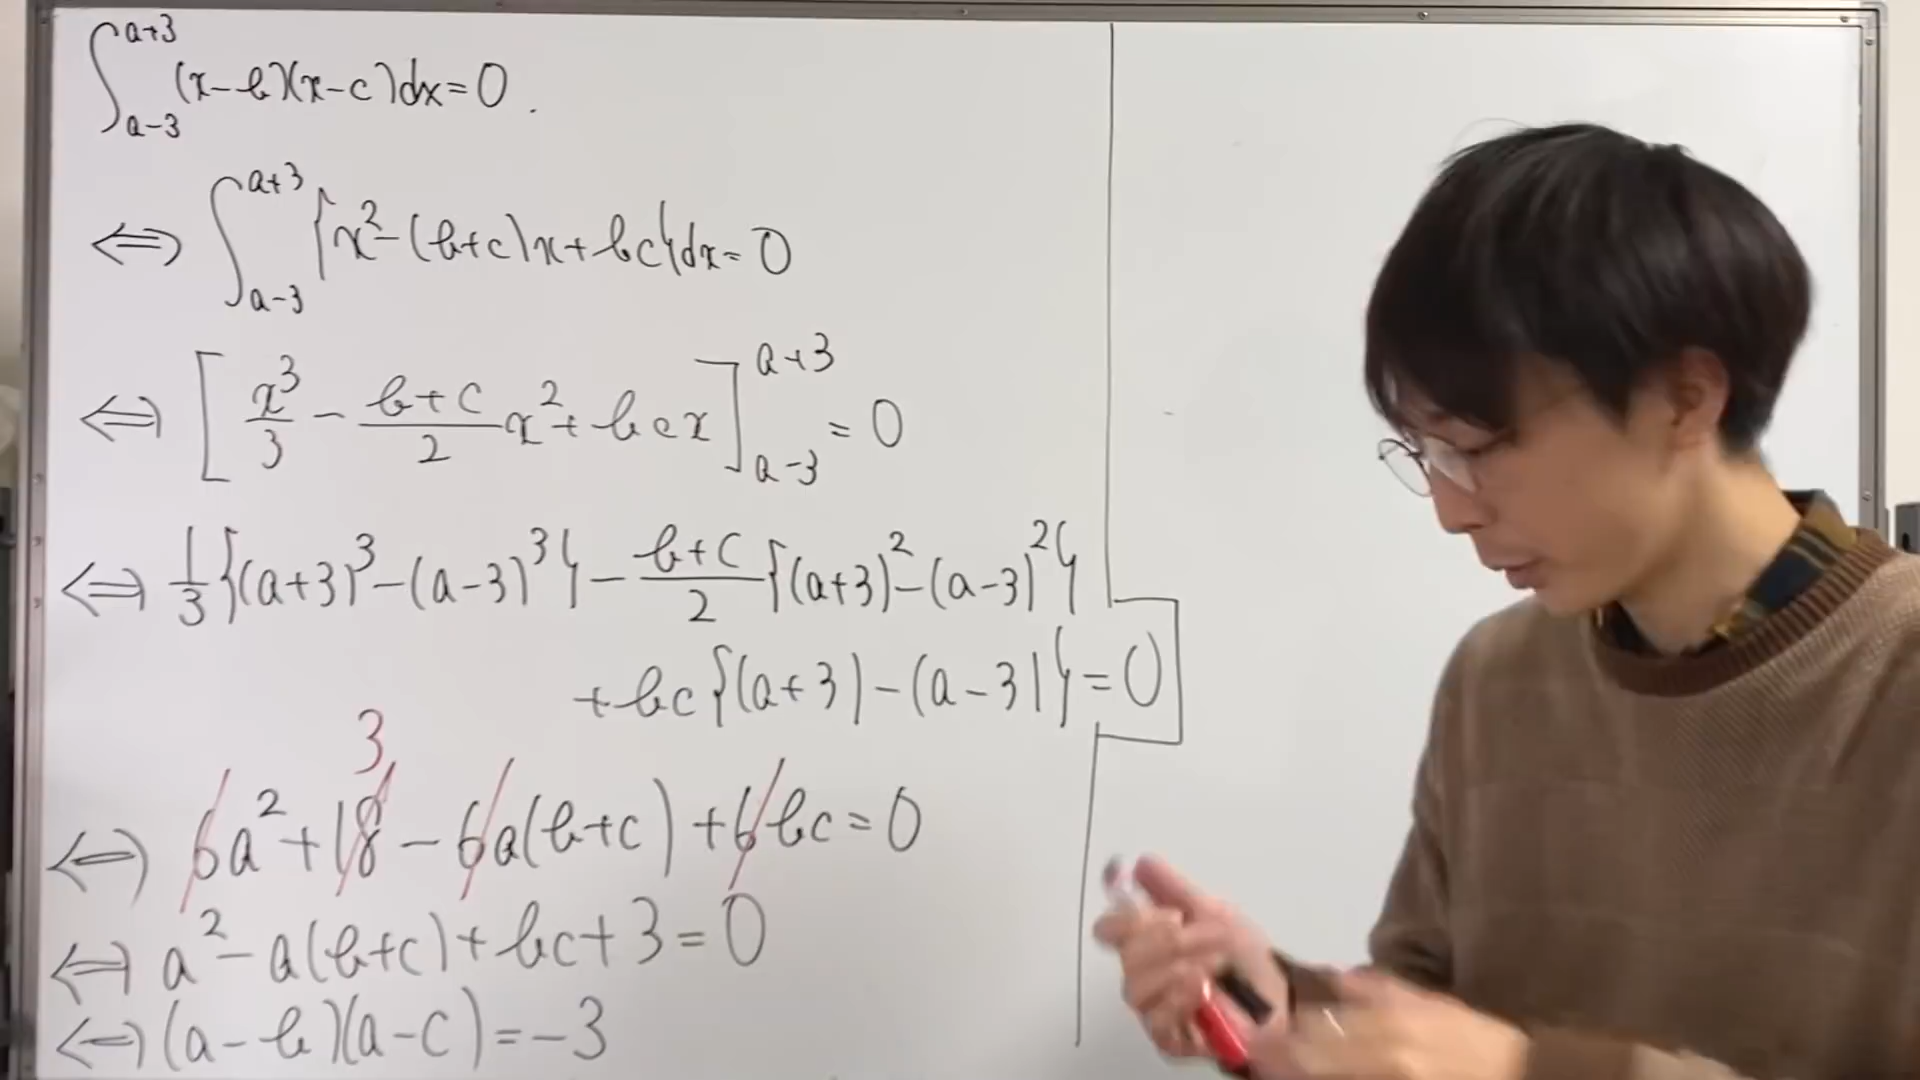 ∫_{a-3}^{a+3} (x-b)(x-c)dx=0.
⇔ ∫_{a-3}^{a+3} {x²-(b+c)x+bc}dx=0
⇔ [x³/3 - (b+c)/2 x² + bcx]_{a-3}^{a+3} = 0
⇔ 1/3{(a+3)³-(a-3)³} - (b+c)/2{(a+3)²-(a-3)²}
+bc{(a+3)-(a-3)}=0
3
⇔ 6a²+18-6a(b+c)+6bc=0
⇔ a²-a(b+c)+bc+3=0
⇔ (a-b)(a-c)=-3